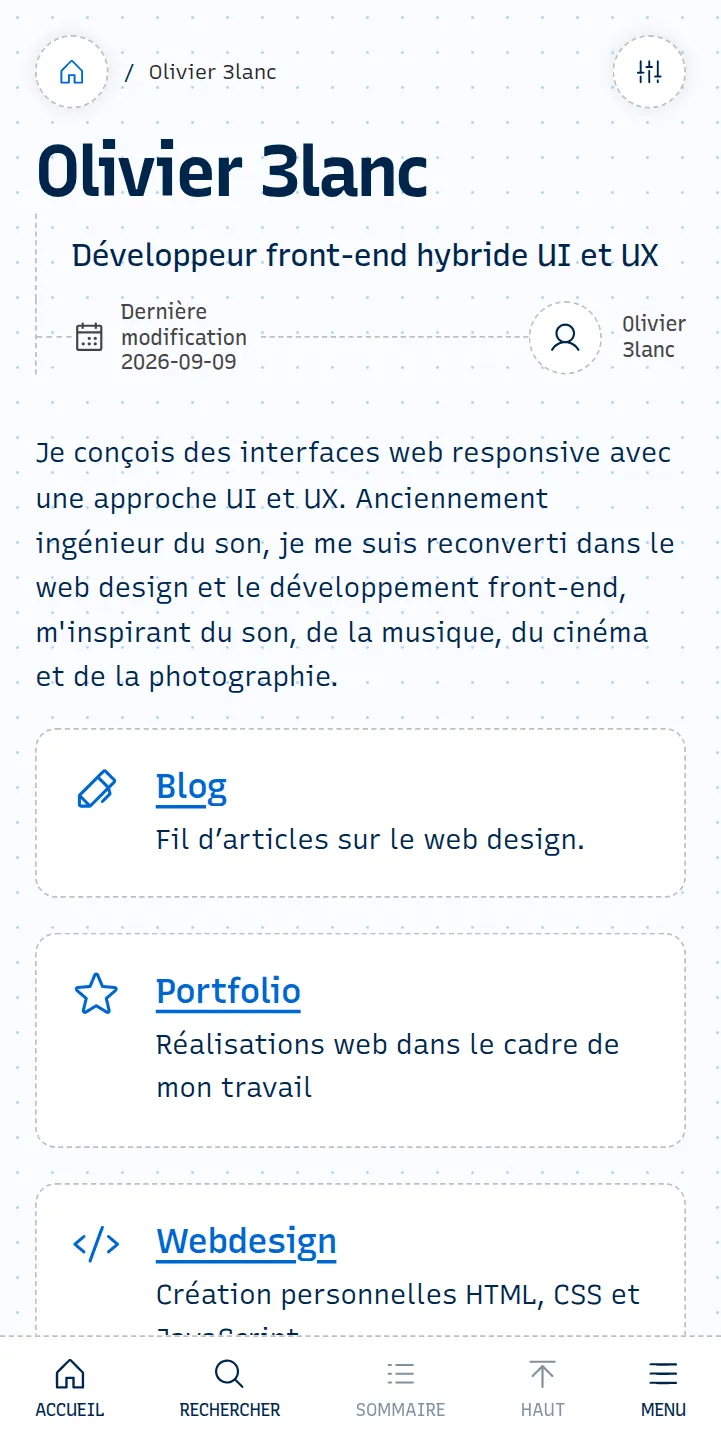 / Olivier 3lanc
Olivier 3lanc
Développeur front-end hybride UI et UX
Dernière
modification
2026-09-09
Olivier
3lanc
Je conçois des interfaces web responsive avec
une approche UI et UX. Anciennement
ingénieur du son, je me suis reconverti dans le
web design et le développement front-end,
m'inspirant du son, de la musique, du cinéma
et de la photographie.
Blog
Fil d’articles sur le web design.
Portfolio
Réalisations web dans le cadre de
mon travail
Webdesign
Création personnelles HTML, CSS et
JavaScript
ACCUEIL
RECHERCHER
SOMMAIRE
HAUT
MENU